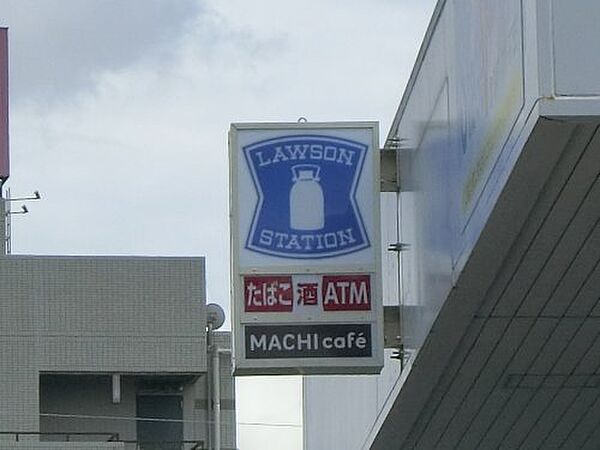 LAWSON
STATION
たばこ 酒 ATM
MACHI café